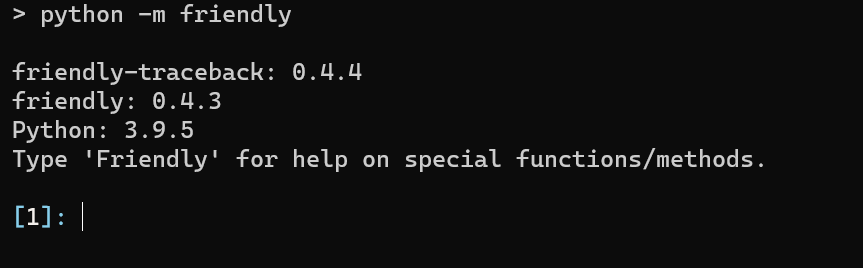 > python -m friendly
friendly-traceback: 0.4.4
friendly: 0.4.3
Python: 3.9.5
Type 'Friendly' for help on special functions/methods.
[1]: